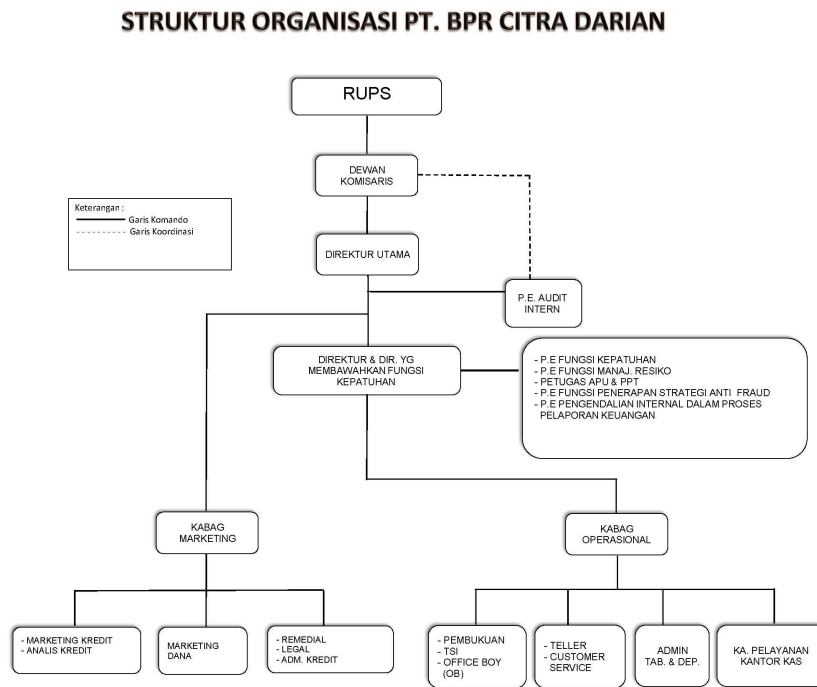 STRUKTUR ORGANISASI PT. BPR CITRA DARIAN
RUPS
DEWAN
KOMISARIS
Keterangan :
Garis Komando
Garis Koordinasi
DIREKTUR UTAMA
P.E. AUDIT
INTERN
DIREKTUR & DIR. YG
MEMBAWAHKAN FUNGSI
KEPATUHAN
- P.E FUNGSI KEPATUHAN
- P.E FUNGSI MANAJ. RESIKO
- PETUGAS APU & PPT
- P.E FUNGSI PENERAPAN STRATEGI ANTI FRAUD
- P.E PENGENDALIAN INTERNAL DALAM PROSES
PELAPORAN KEUANGAN
KABAG
MARKETING
KABAG
OPERASIONAL
- MARKETING KREDIT
- ANALIS KREDIT
MARKETING
DANA
- REMEDIAL
- LEGAL
- ADM. KREDIT
- PEMBUKUAN
- TSI
- OFFICE BOY
(OB)
- TELLER
- CUSTOMER
SERVICE
ADMIN
TAB. & DEP.
KA. PELAYANAN
KANTOR KAS